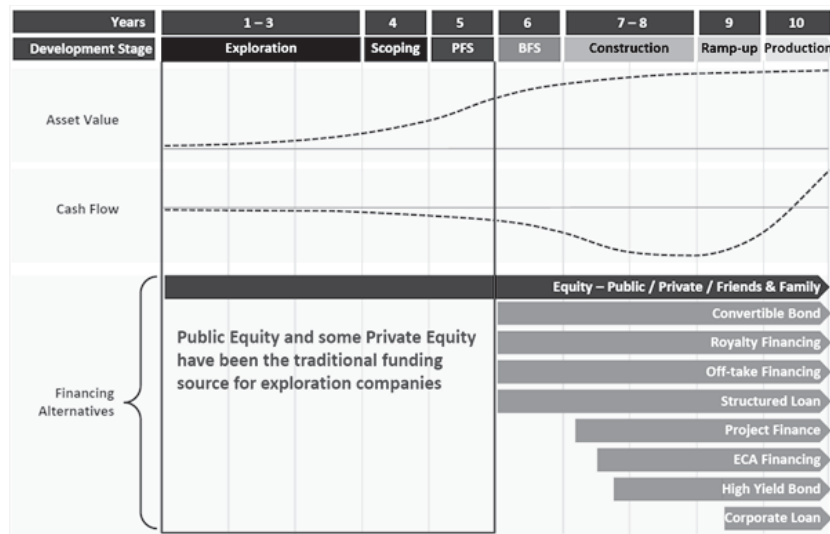 Years 1 – 3 4 5 6 7 – 8 9 10
Development Stage Exploration Scoping PFS BFS Construction Ramp-up Production
Asset Value
Cash Flow
Equity – Public / Private / Friends & Family
Convertible Bond
Public Equity and some Private Equity
have been the traditional funding
source for exploration companies
Royalty Financing
Off-take Financing
Financing
Alternatives
Structured Loan
Project Finance
ECA Financing
High Yield Bond
Corporate Loan